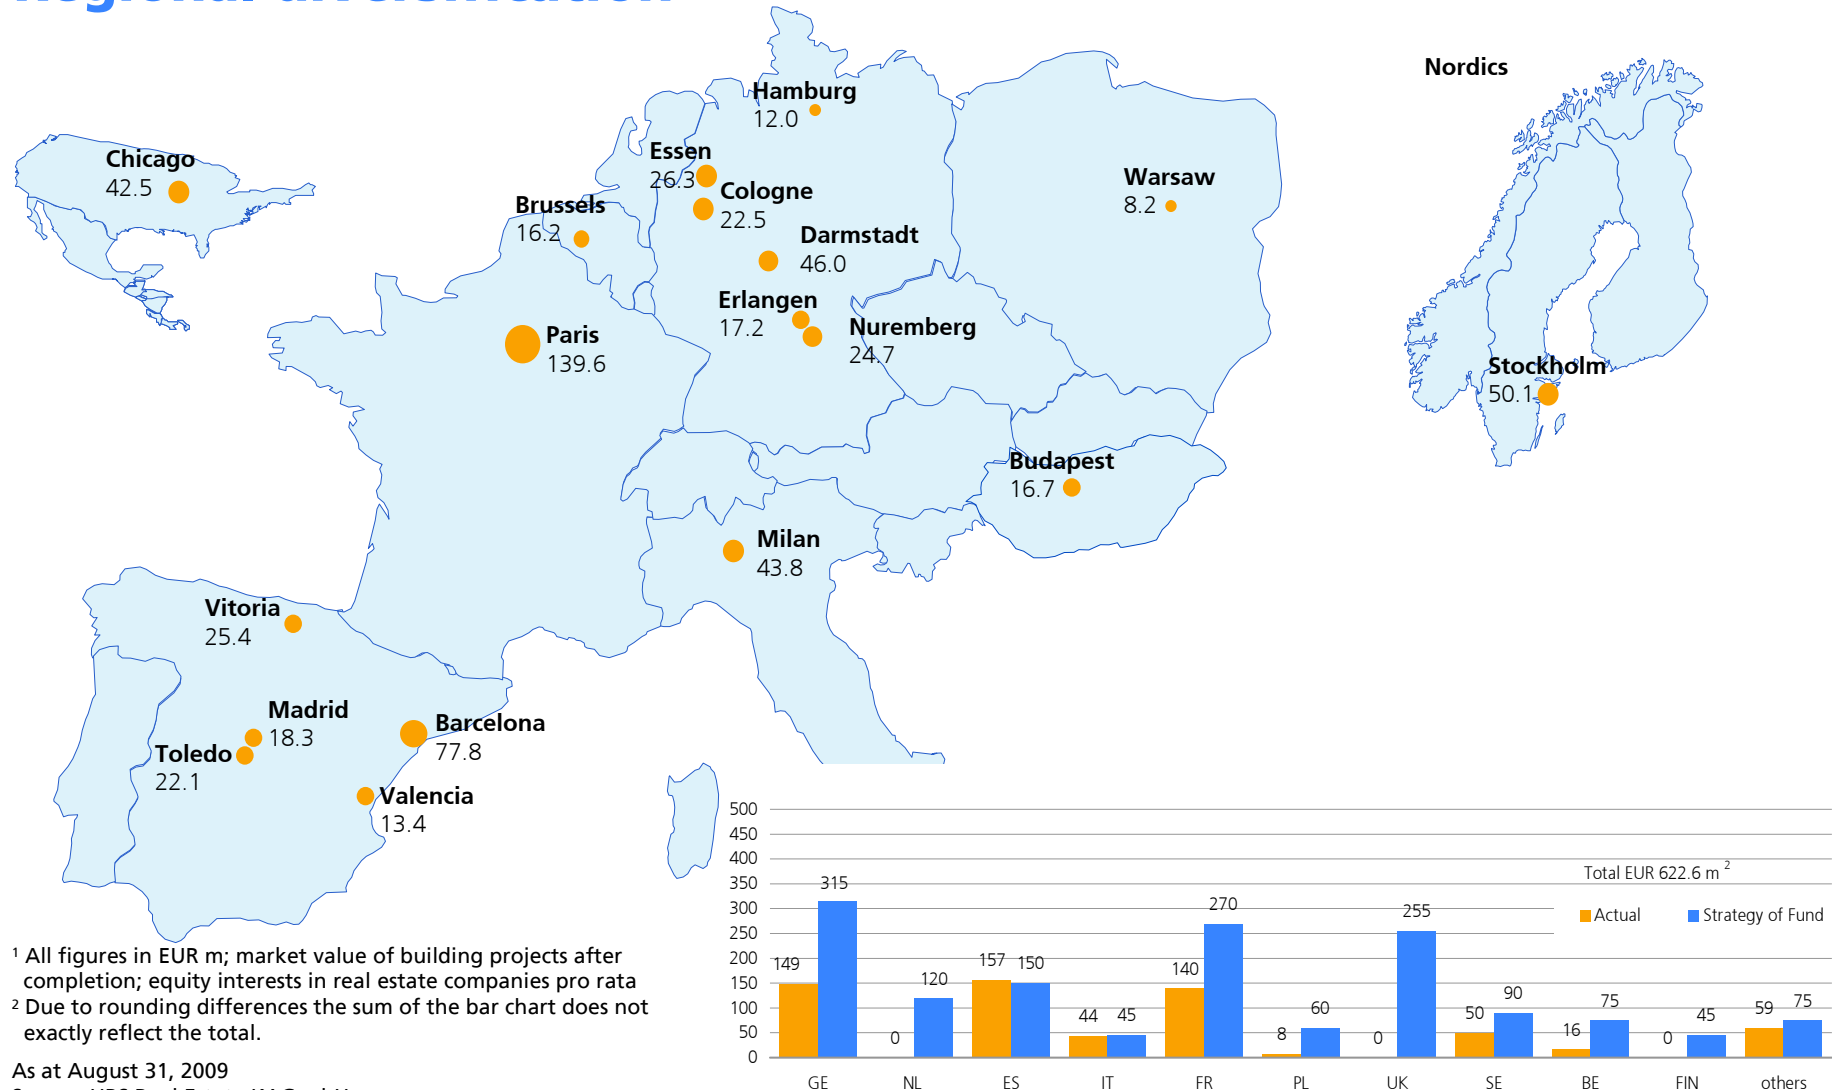 Regional diversification
Nordics
Hamburg
12.0
Chicago
42.5
Essen
26.3
Cologne
22.5
Warsaw
8.2
Brussels
16.2
Darmstadt
46.0
Erlangen
17.2
Nuremberg
24.7
Paris
139.6
Stockholm
50.1
Budapest
16.7
Milan
43.8
Vitoria
25.4
Madrid
18.3
Barcelona
77.8
Toledo
22.1
Valencia
13.4
500
450
400
350
300
250
200
150
100
50
0
Total EUR 622.6 m 2
Actual
Strategy of Fund
149 315 0 120 157 150 44 45 140 270 8 60 0 255 50 90 16 75 0 45 59 75
GE NL ES IT FR PL UK SE BE FIN others
1 All figures in EUR m; market value of building projects after
completion; equity interests in real estate companies pro rata
2 Due to rounding differences the sum of the bar chart does not
exactly reflect the total.
As at August 31, 2009